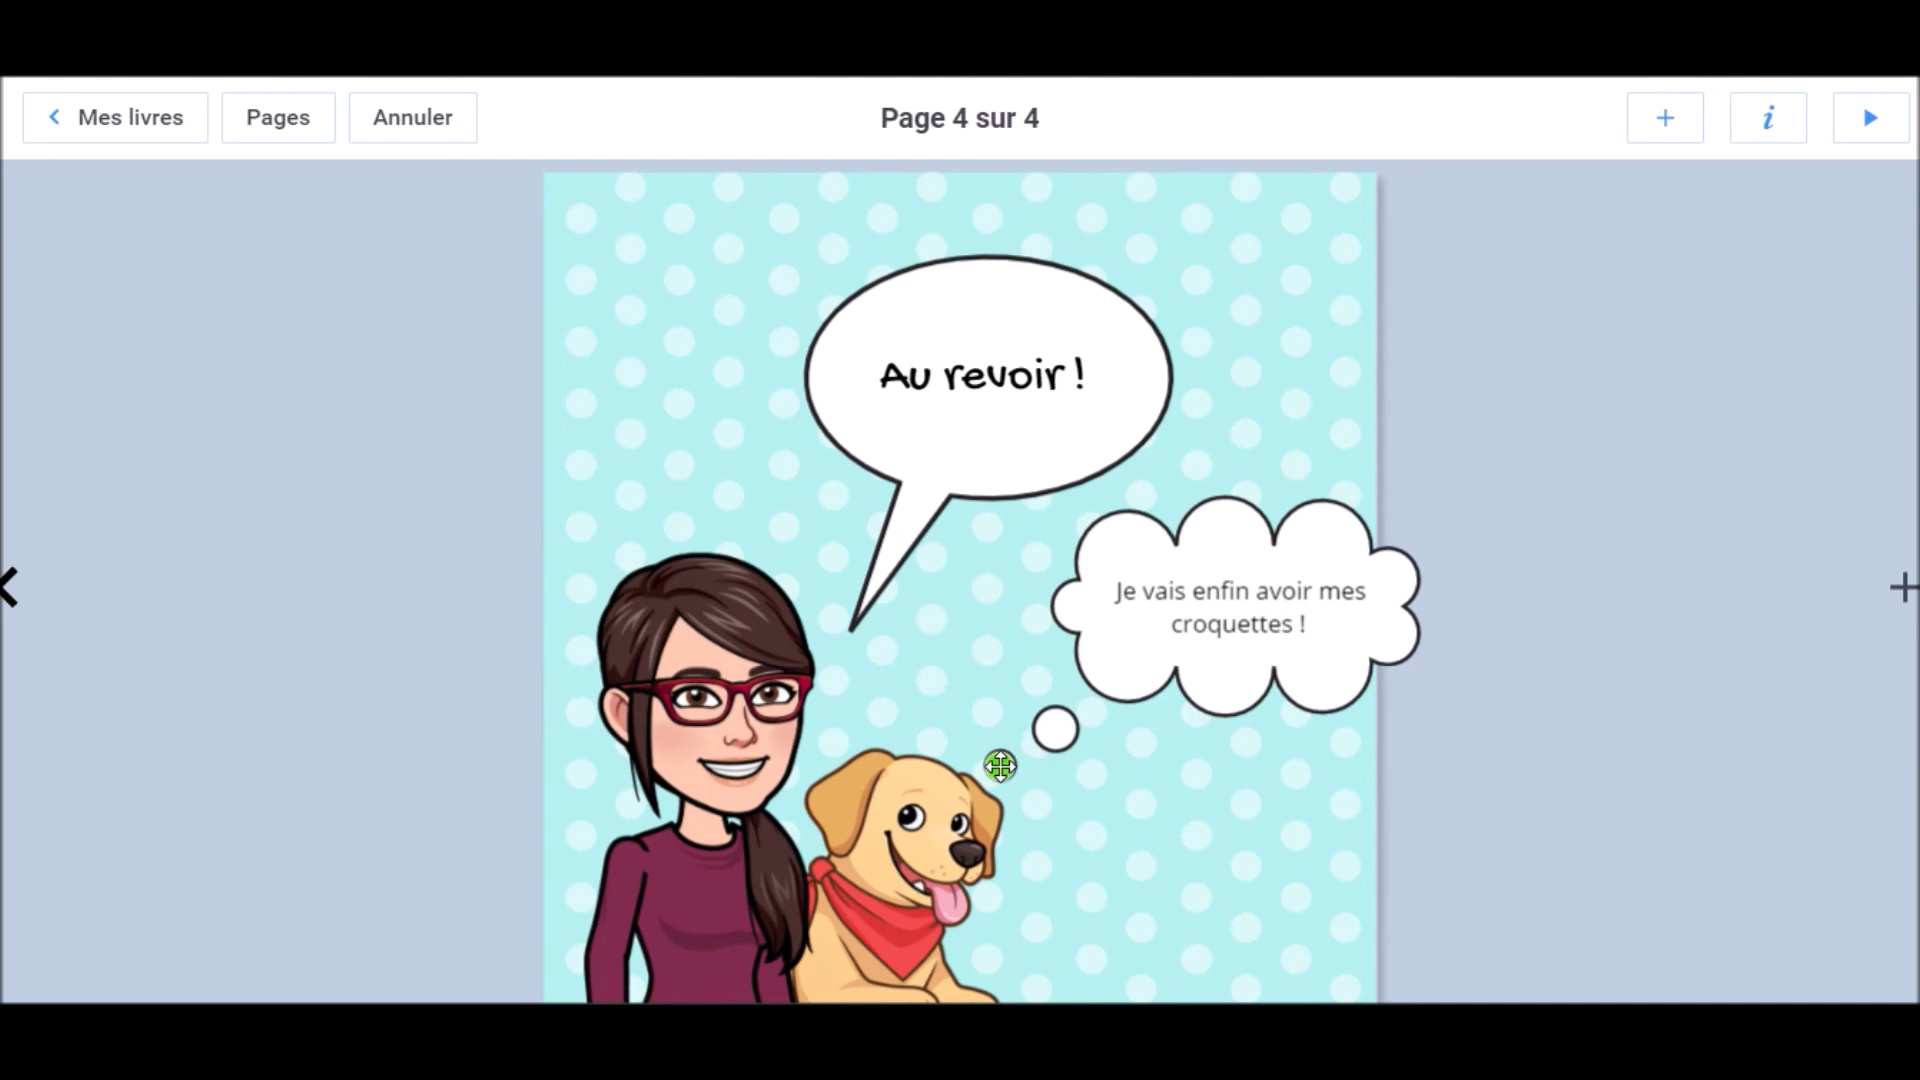 Mes livres
Pages
Annuler
Page 4 sur 4
i
Au revoir !
Je vais enfin avoir mes
croquettes !